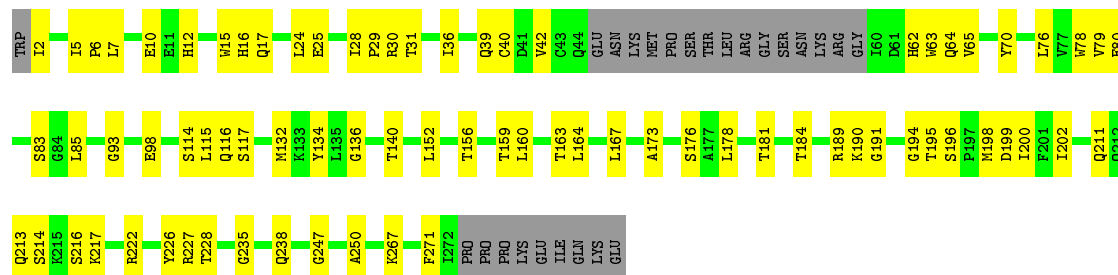 TRP I2 I5 P6 L7 E10 E11 H12 W15 H16 Q17 L24 E25 I28 P29 R30 T31 I36 Q39 C40 D41 V42 C43 Q44 GLU ASN LYS MET PRO SER THR LEU ARG GLY SER ASN LYS ARG GLY I60 D61 H62 W63 Q64 V65 Y70 L76 V77 W78 V79
S83 G84 L85 G93 E98 S114 L115 Q116 S117 M132 K133 Y134 L135 G136 T140 L152 T156 T159 L160 T163 L164 L167 A173 S176 A177 L178 T181 T184 R189 K190 G191 G194 T195 S196 P197 M198 D199 I200 F201 I202 Q211
Q213 S214 K215 S216 K217 R222 Y226 R227 T228 G235 Q238 G247 A250 K267 F271 I272 PRO PRO PRO LYS GLU ILE GLN LYS GLU